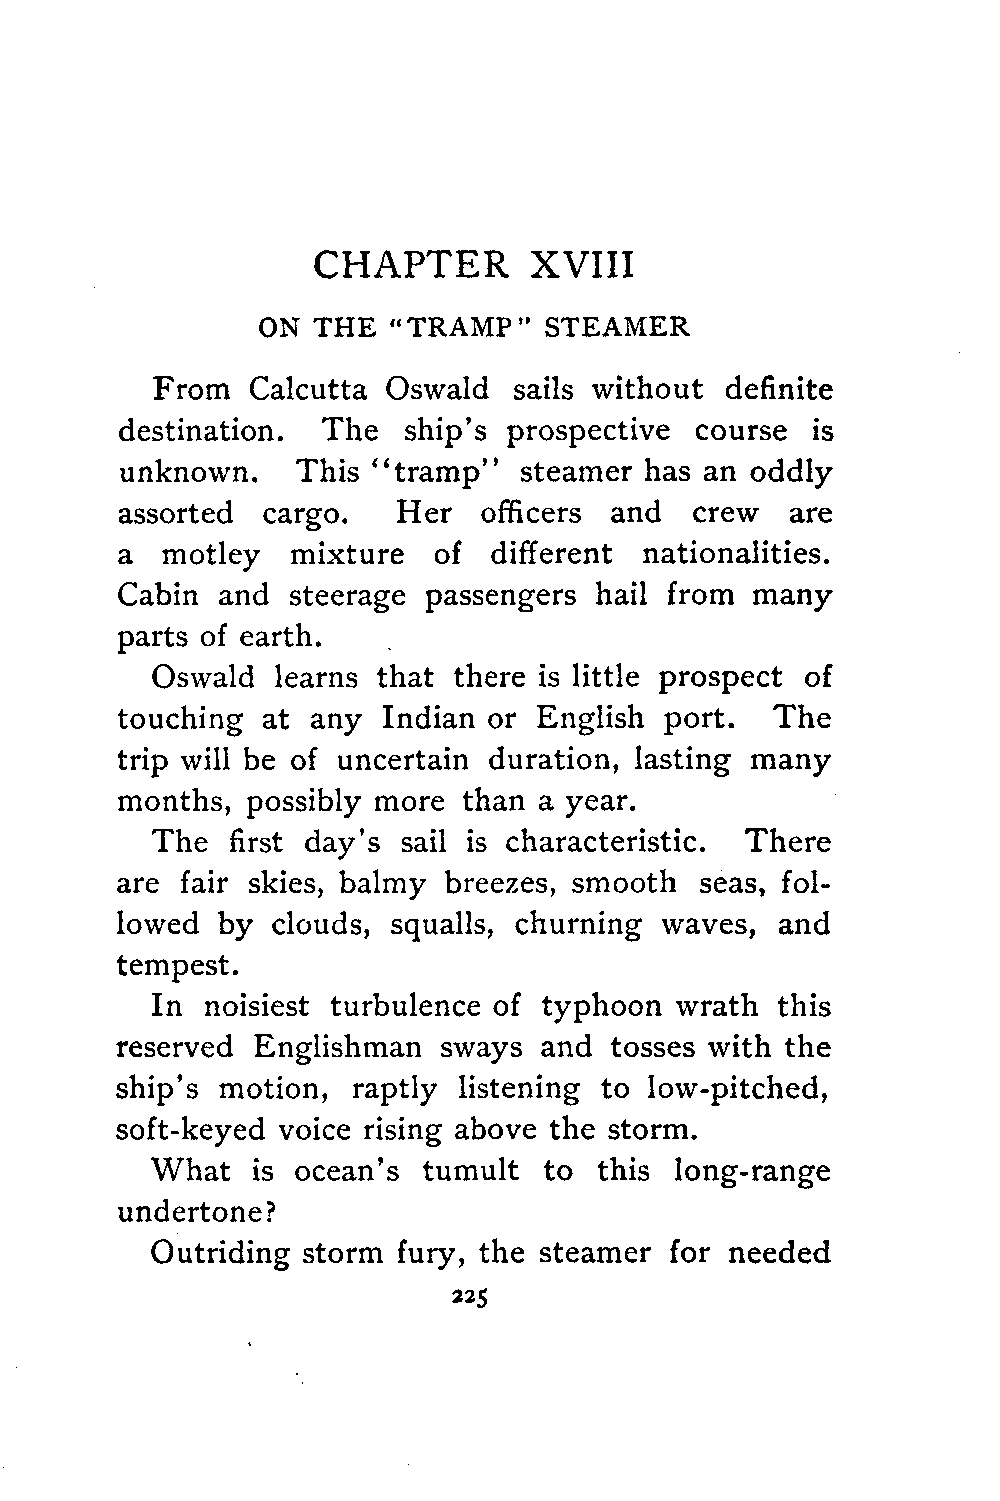 CHAPTER XVIII
ON THE "TRAMP" STEAMER
From Calcutta Oswald sails without definite
destination. The ship's prospective course is
unknown. This "tramp" steamer has an oddly
assorted cargo. Her officers and crew are
a motley mixture of different nationalities.
Cabin and steerage passengers hail from many
parts of earth.
Oswald learns that there is little prospect of
touching at any Indian or English port. The
trip will be of uncertain duration, lasting many
months, possibly more than a year.
The first day's sail is characteristic. There
are fair skies, balmy breezes, smooth seas, fol-
lowed by clouds, squalls, churning waves, and
tempest.
In noisiest turbulence of typhoon wrath this
reserved Englishman sways and tosses with the
ship's motion, raptly listening to low-pitched,
soft-keyed voice rising above the storm.
What is ocean's tumult to this long-range
undertone?
Outriding storm fury, the steamer for needed
225